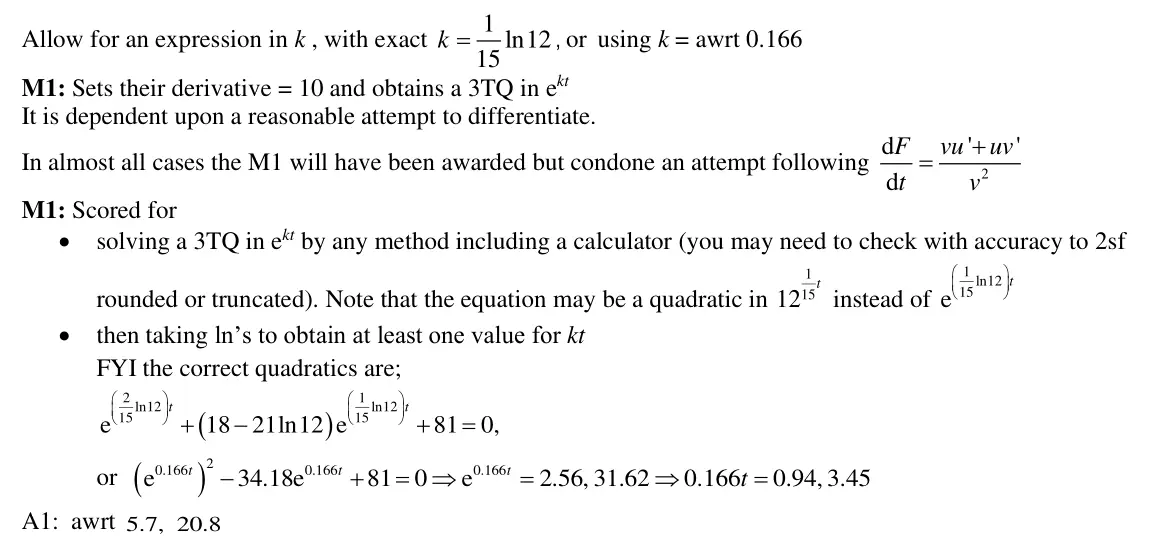 Allow for an expression in k , with exact k = 1/15 ln12 , or using k = awrt 0.166
M1: Sets their derivative = 10 and obtains a 3TQ in e^{kt}
It is dependent upon a reasonable attempt to differentiate.
In almost all cases the M1 will have been awarded but condone an attempt following dF/dt = (vu'+uv')/v^2
M1: Scored for
• solving a 3TQ in e^{kt} by any method including a calculator (you may need to check with accuracy to 2sf
rounded or truncated). Note that the equation may be a quadratic in 12^{(1/15)t} instead of e^{(1/15 ln12)t}
• then taking ln's to obtain at least one value for kt
FYI the correct quadratics are;
e^{(2/15 ln12)t} + (18 − 21ln12)e^{(1/15 ln12)t} + 81 = 0,
or (e^{0.166t})^2 − 34.18e^{0.166t} + 81 = 0 ⇒ e^{0.166t} = 2.56, 31.62 ⇒ 0.166t = 0.94, 3.45
A1: awrt 5.7, 20.8